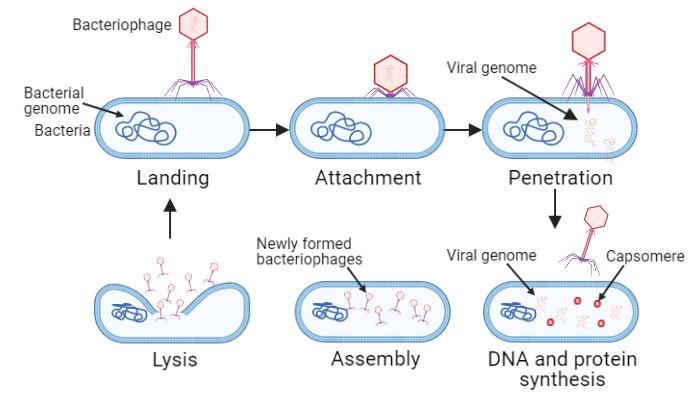 Bacteriophage
Bacterial
genome
Bacteria
Viral genome
Landing
Attachment
Penetration
Newly formed
bacteriophages
Viral genome
Capsomere
Lysis
Assembly
DNA and protein
synthesis